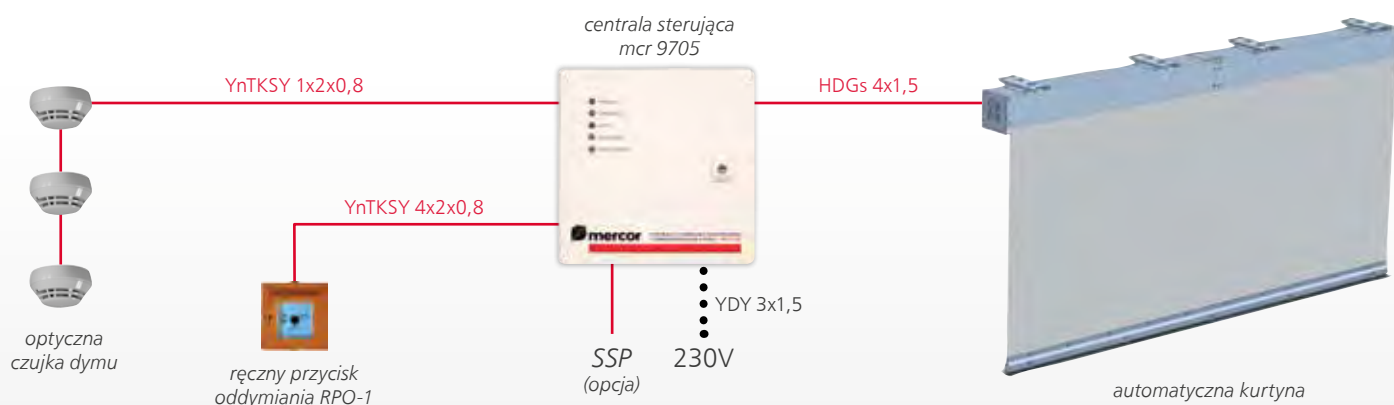 centrala sterująca
mcr 9705
YnTKSY 1x2x0,8
HDGs 4x1,5
YnTKSY 4x2x0,8
mercor
YDY 3x1,5
optyczna
czujka dymu
ręczny przycisk
oddymiania RPO-1
SSP
(opcja)
230V
automatyczna kurtyna